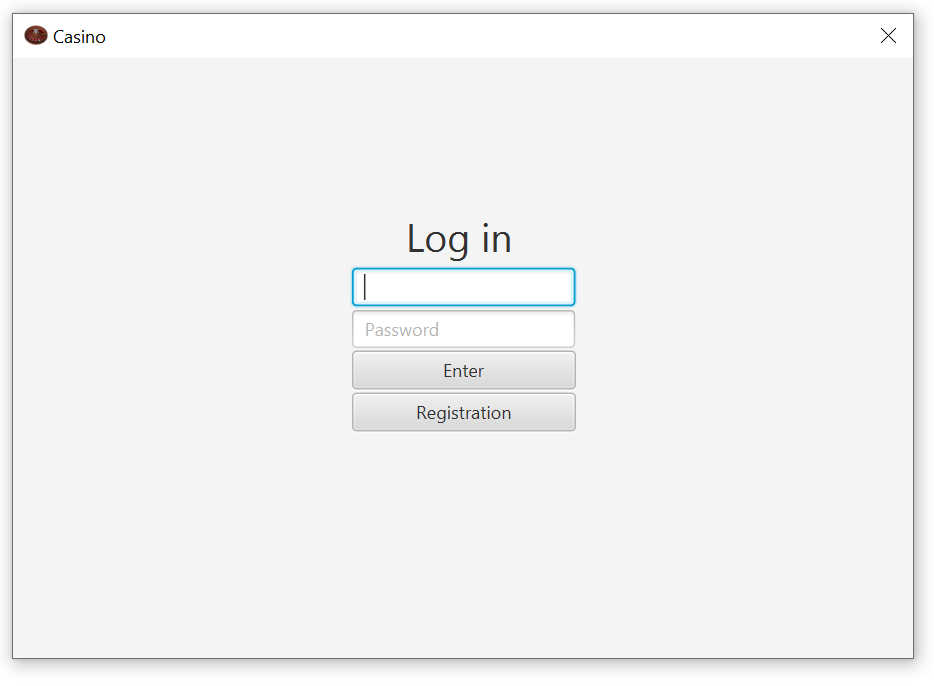 Casino
Log in
Password
Enter
Registration